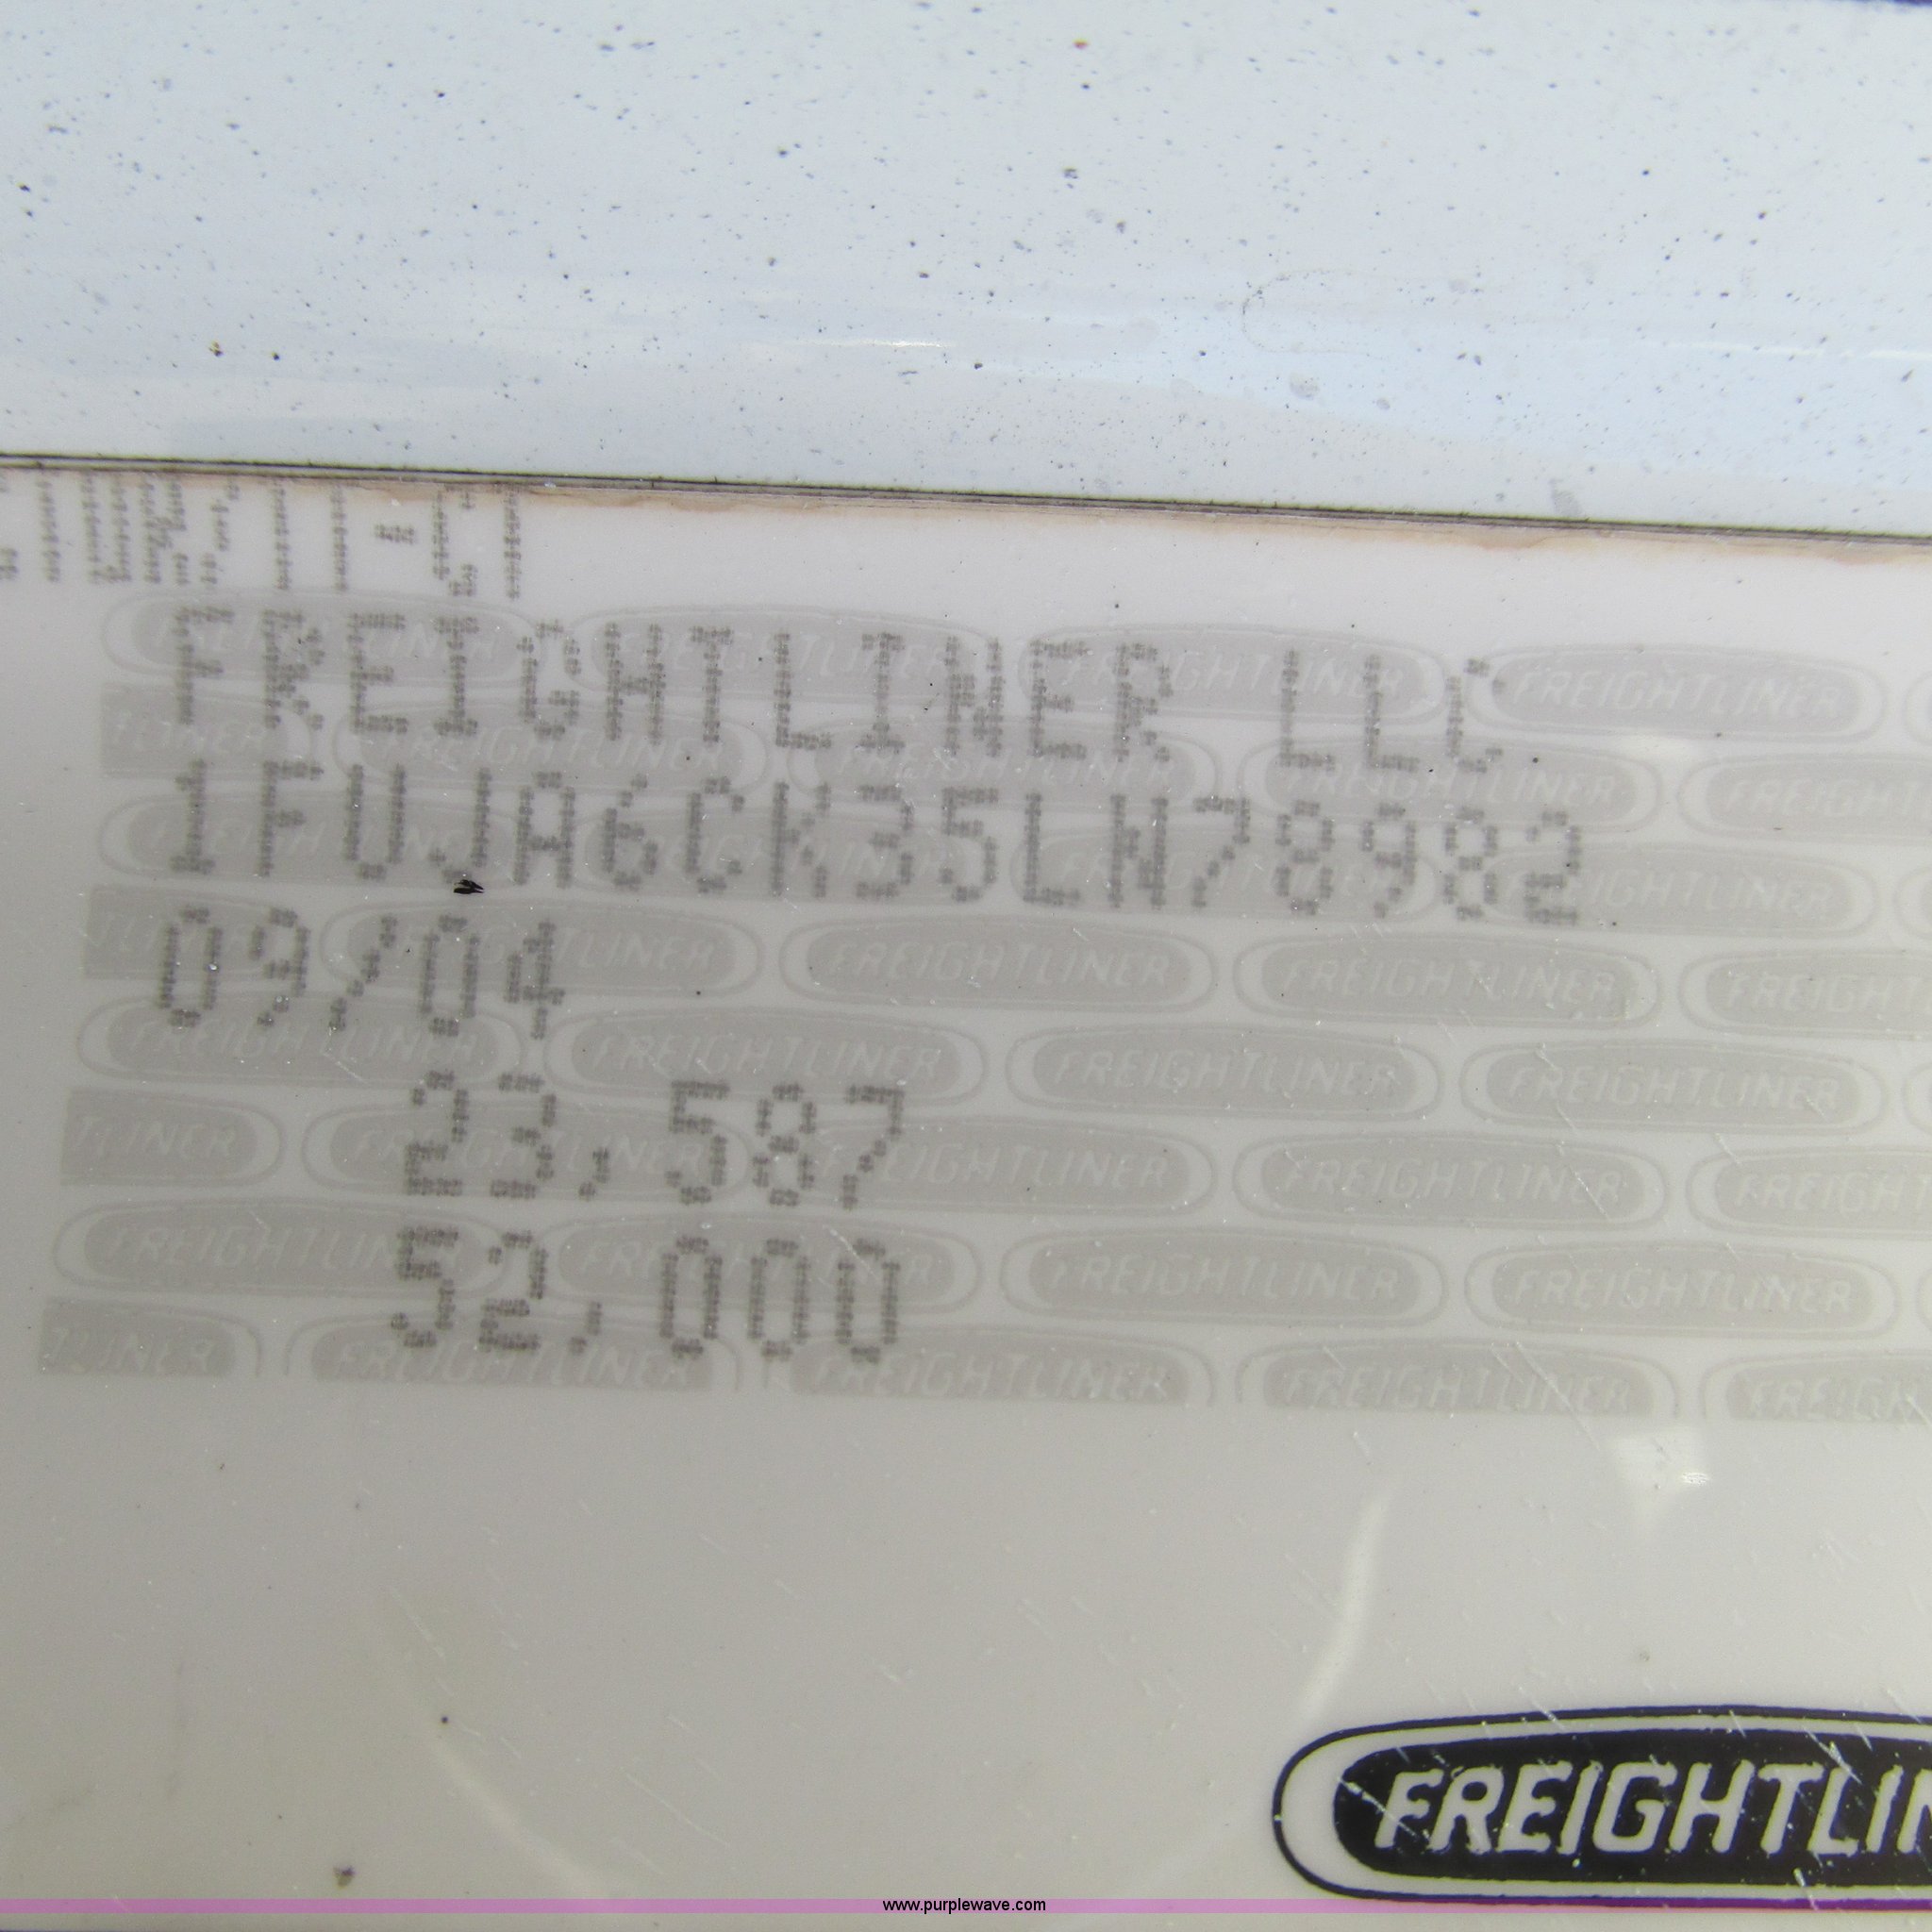 FREIGHTLINER LLC
1FUJA6CK35LN78982
09/04
23,587
52,000
FREIGHTLIN
www.purplewave.com